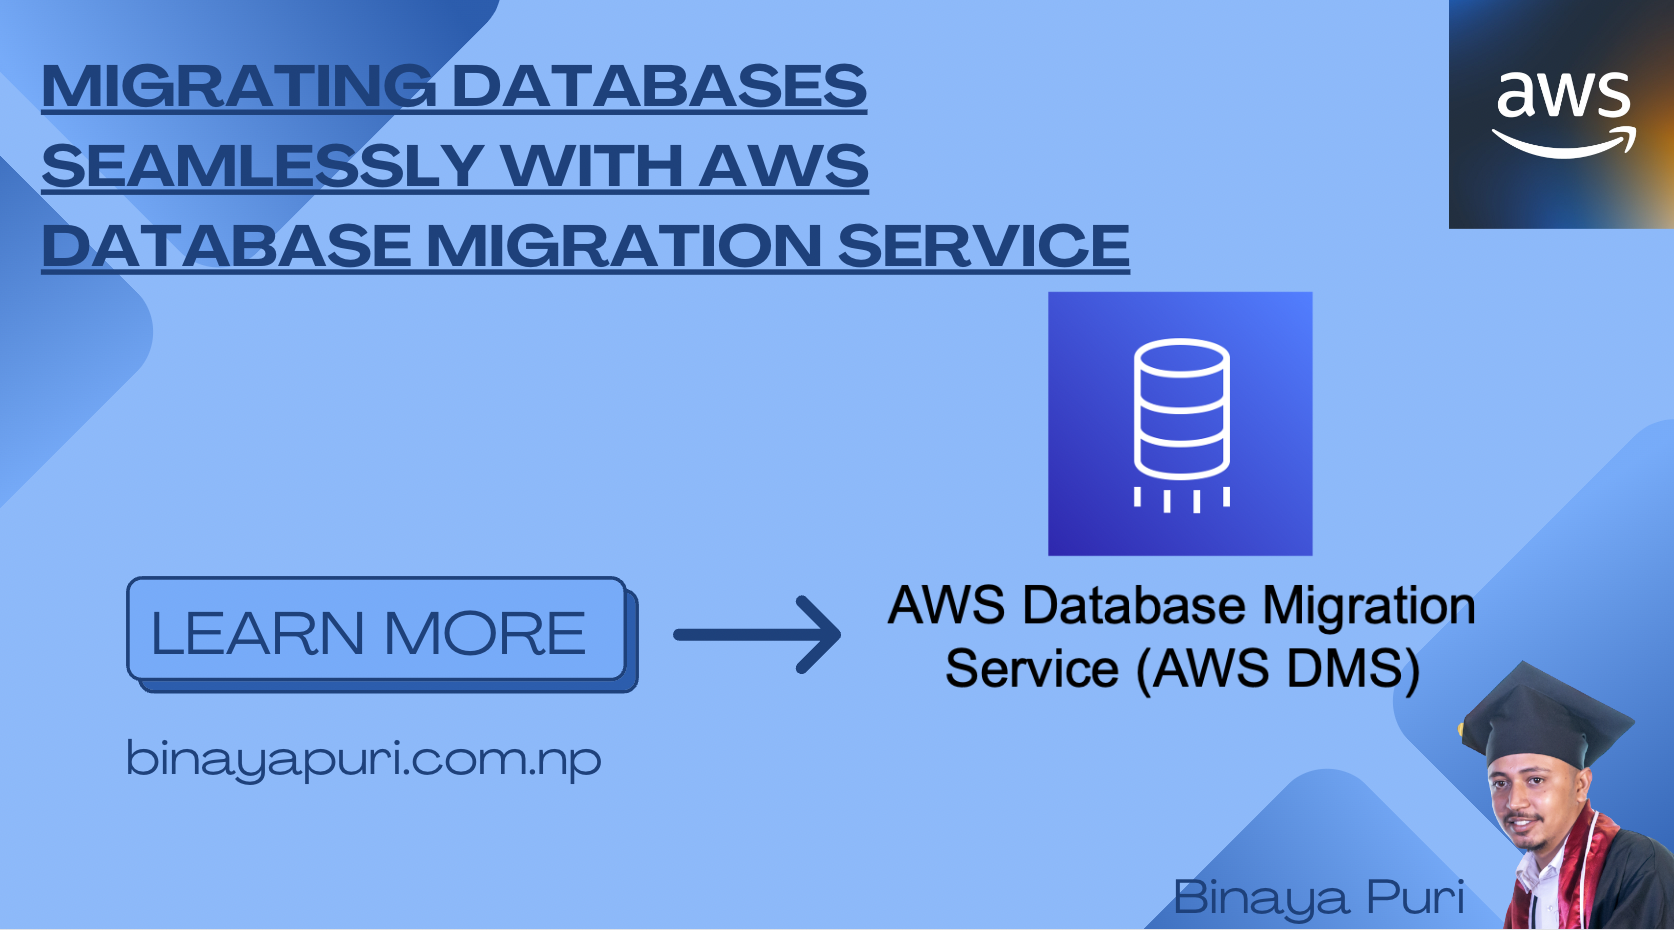 MIGRATING DATABASES
SEAMLESSLY WITH AWS
DATABASE MIGRATION SERVICE
aws
AWS Database Migration
Service (AWS DMS)
LEARN MORE
binayapuri.com.np
Binaya Puri